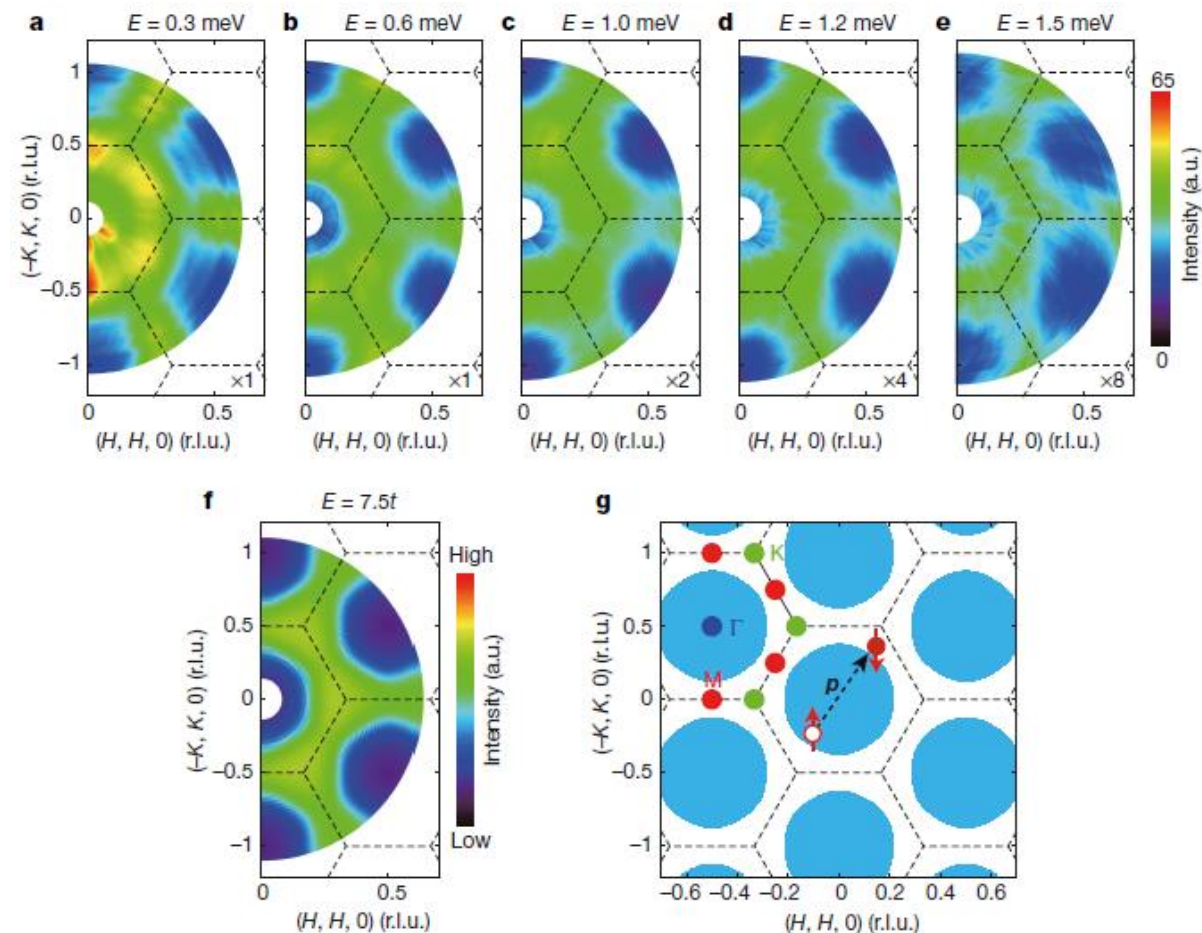 a E = 0.3 meV b E = 0.6 meV c E = 1.0 meV d E = 1.2 meV e E = 1.5 meV
(–K, K, 0) (r.l.u.)
1
0.5
0
–0.5
–1
×1 ×1 ×2 ×4 ×8
0 0.5 0 0.5 0 0.5 0 0.5 0 0.5
(H, H, 0) (r.l.u.) (H, H, 0) (r.l.u.) (H, H, 0) (r.l.u.) (H, H, 0) (r.l.u.) (H, H, 0) (r.l.u.)
65
Intensity (a.u.)
0
f E = 7.5t
(–K, K, 0) (r.l.u.)
1
0.5
0
–0.5
–1
0 0.5
(H, H, 0) (r.l.u.)
High
Intensity (a.u.)
Low
g
(–K, K, 0) (r.l.u.)
1
0.5
0
–0.5
–1
K
Γ
M
p
–0.6 –0.4 –0.2 0 0.2 0.4 0.6
(H, H, 0) (r.l.u.)